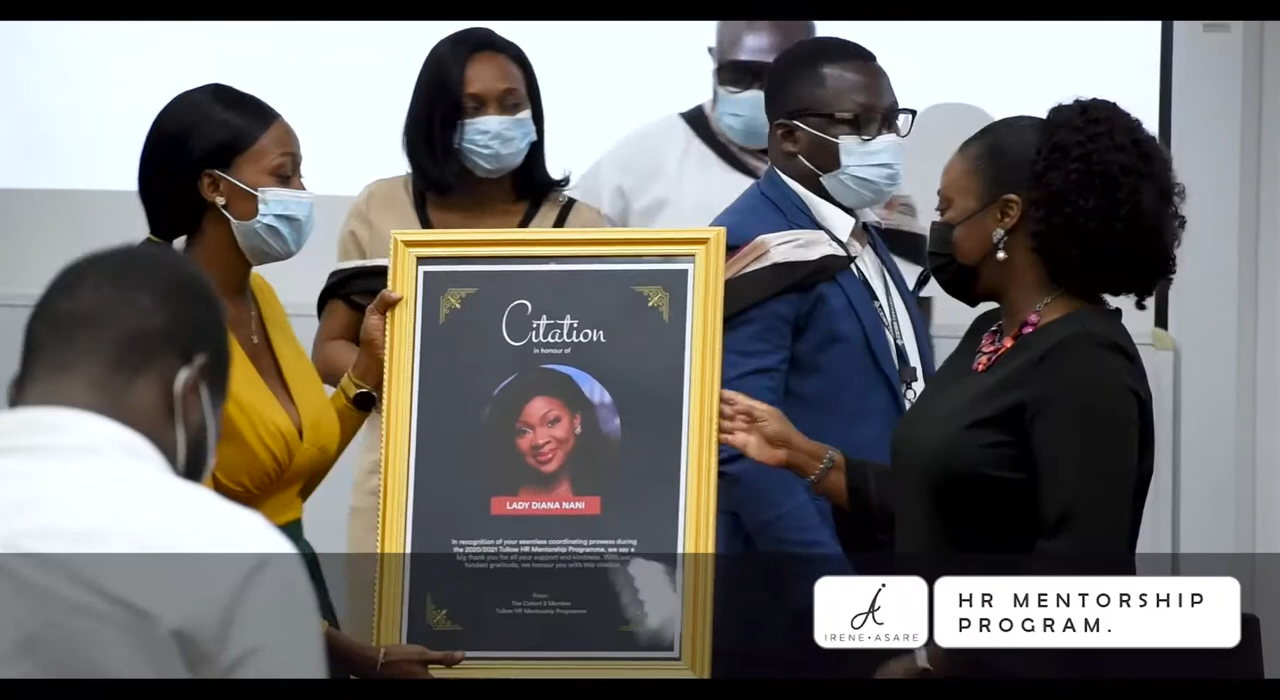 Citation
in honour of
LADY DIANA NANI
In recognition of your seamless coordinating prowess during
the 2020/2021 Tullow HR Mentorship Programme, we say a
big thank you for all your support and kindness. With our
fondest gratitude, we honour you with this citation.
From:
The Cohort 2 Members
Tullow HR Mentorship Programme
IRENE•ASARE
HR MENTORSHIP
PROGRAM.